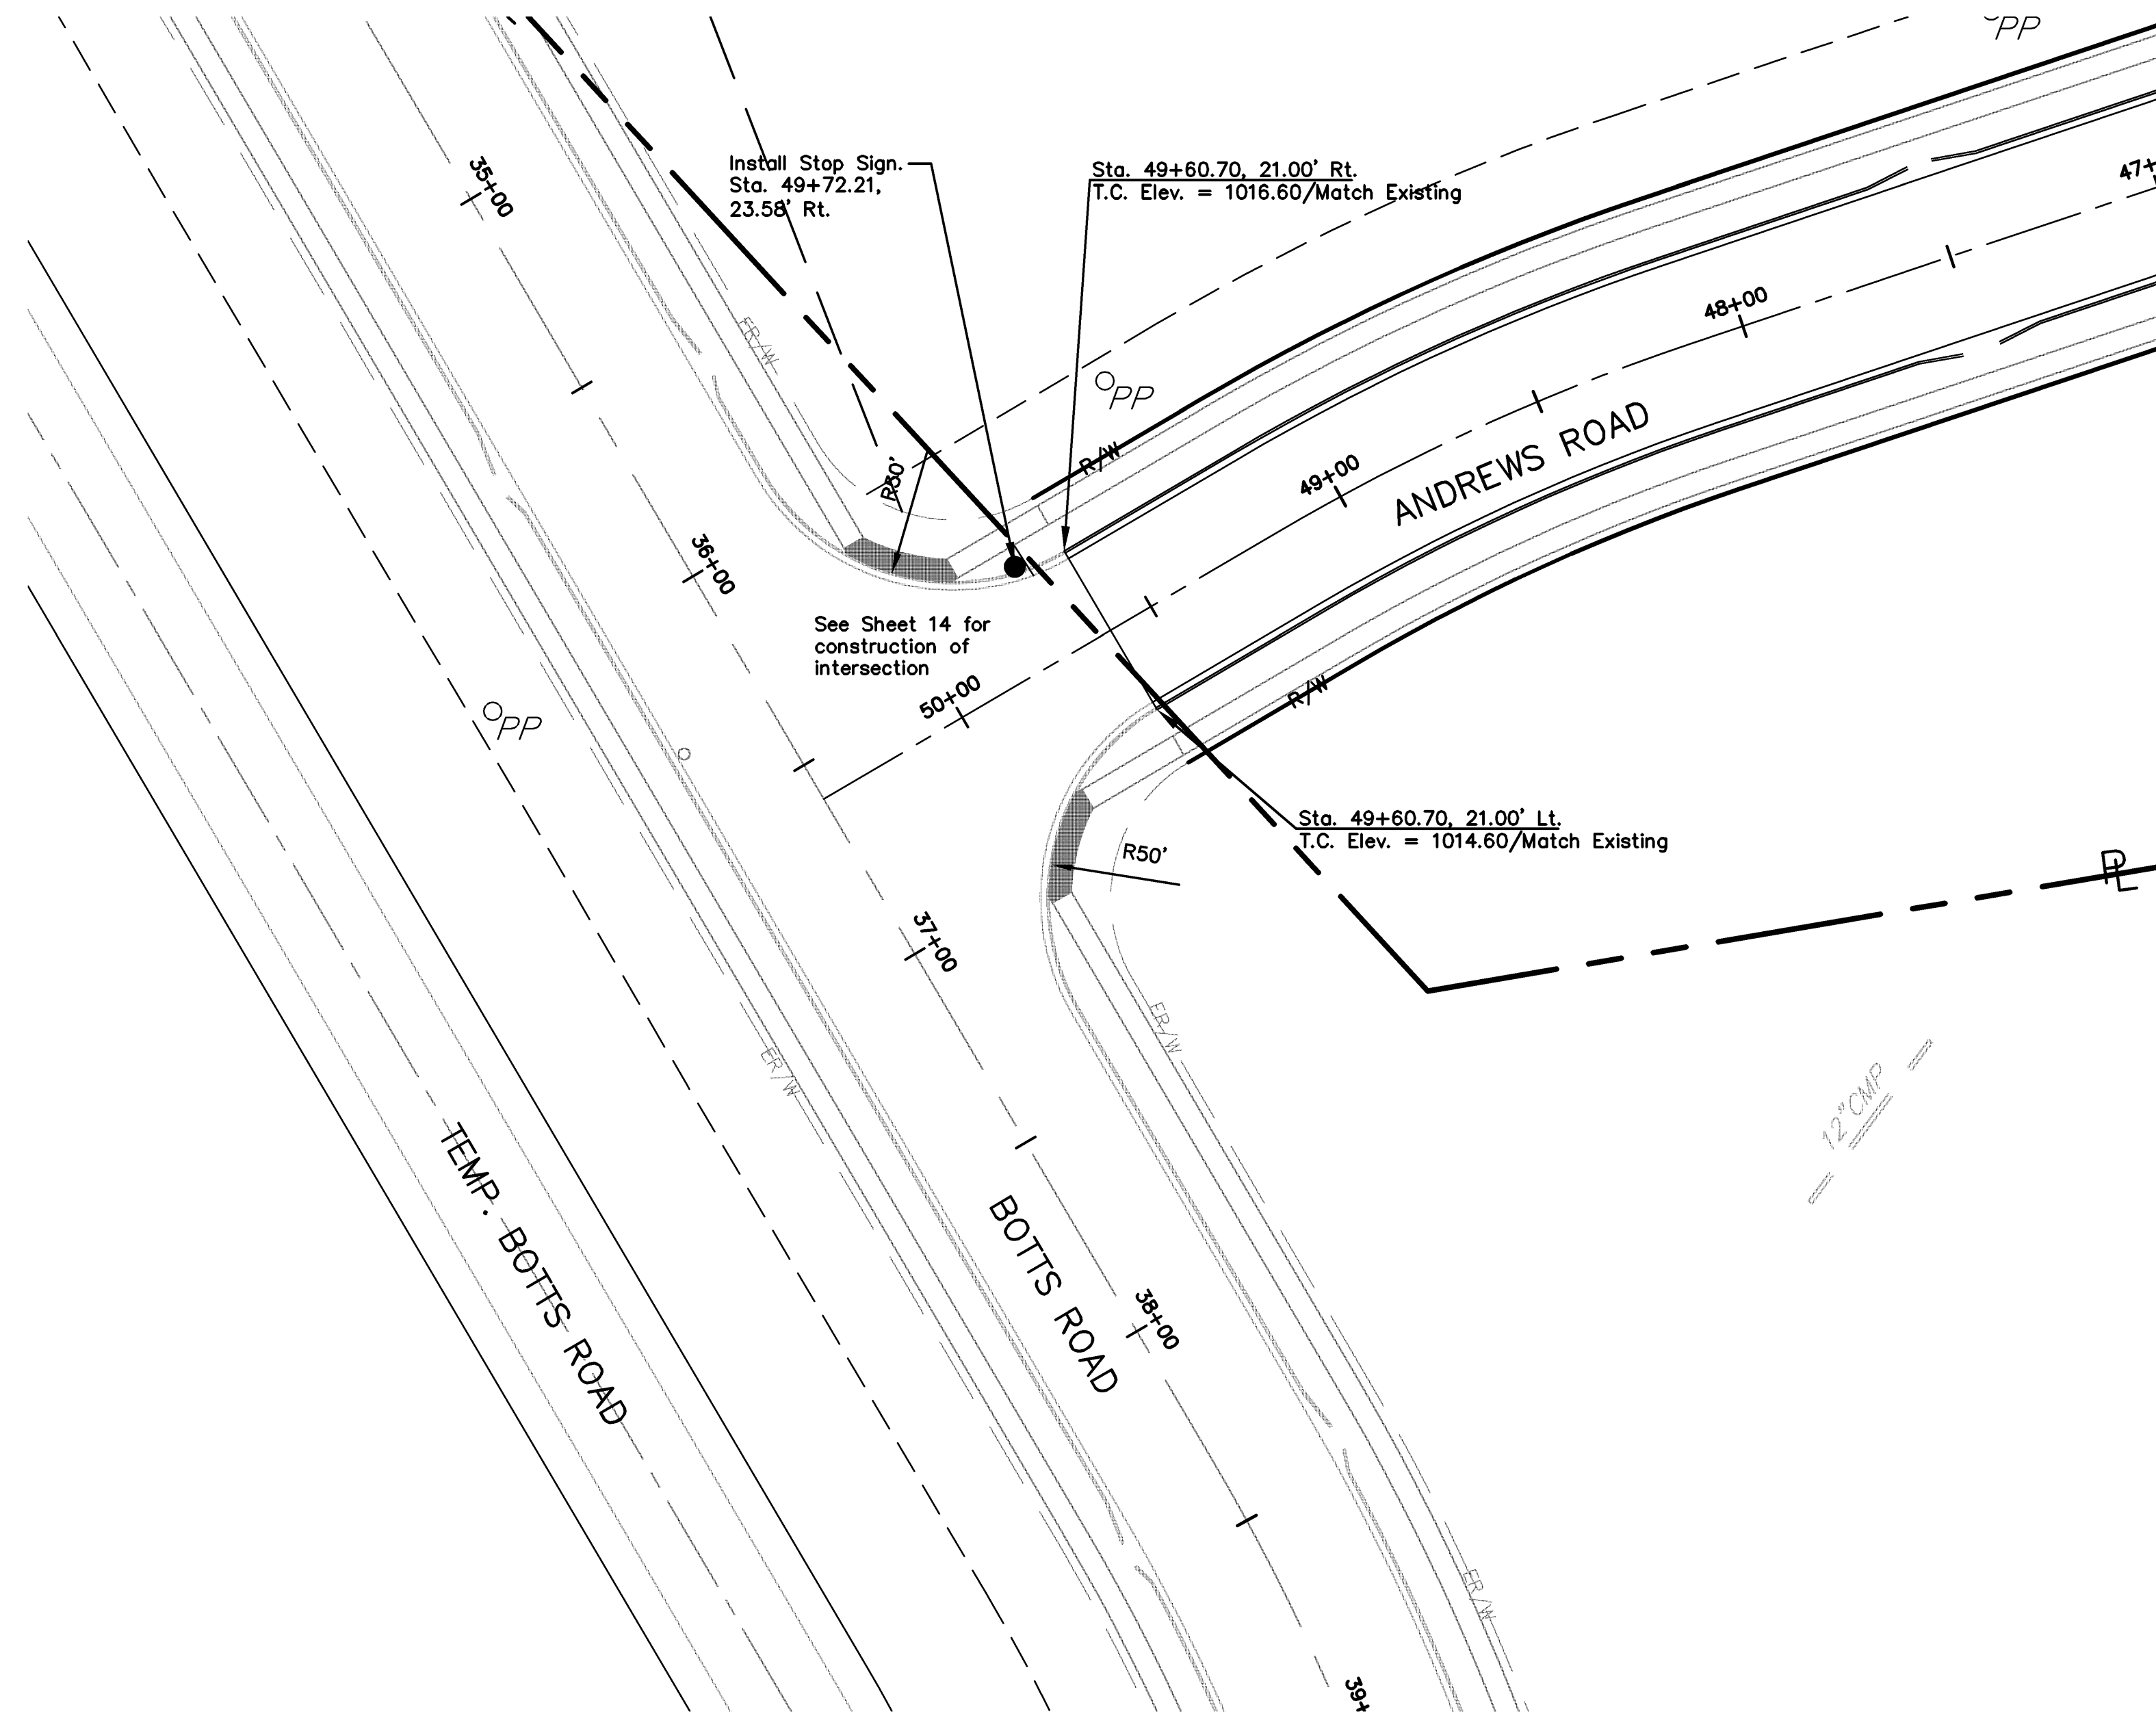 PP
47+
35+00
Install Stop Sign.
Sta. 49+72.21,
23.58' Rt.
Sta. 49+60.70, 21.00' Rt.
T.C. Elev. = 1016.60/Match Existing
48+00
ER/W
PP
R/W
R50'
49+00
ANDREWS ROAD
36+00
See Sheet 14 for
construction of
intersection
50+00
R/W
PP
Sta. 49+60.70, 21.00' Lt.
T.C. Elev. = 1014.60/Match Existing
R50'
PL
37+00
ER/W
ER/W
12"CMP
TEMP. BOTTS ROAD
BOTTS ROAD
38+00
ER/W
39+